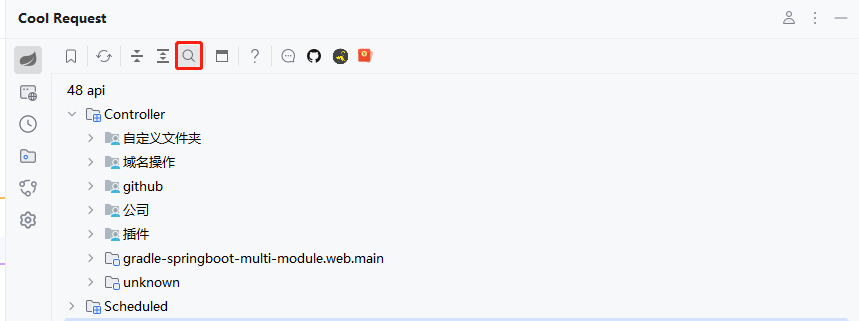 Cool Request
48 api
Controller
自定义文件夹
域名操作
github
公司
插件
gradle-springboot-multi-module.web.main
unknown
Scheduled